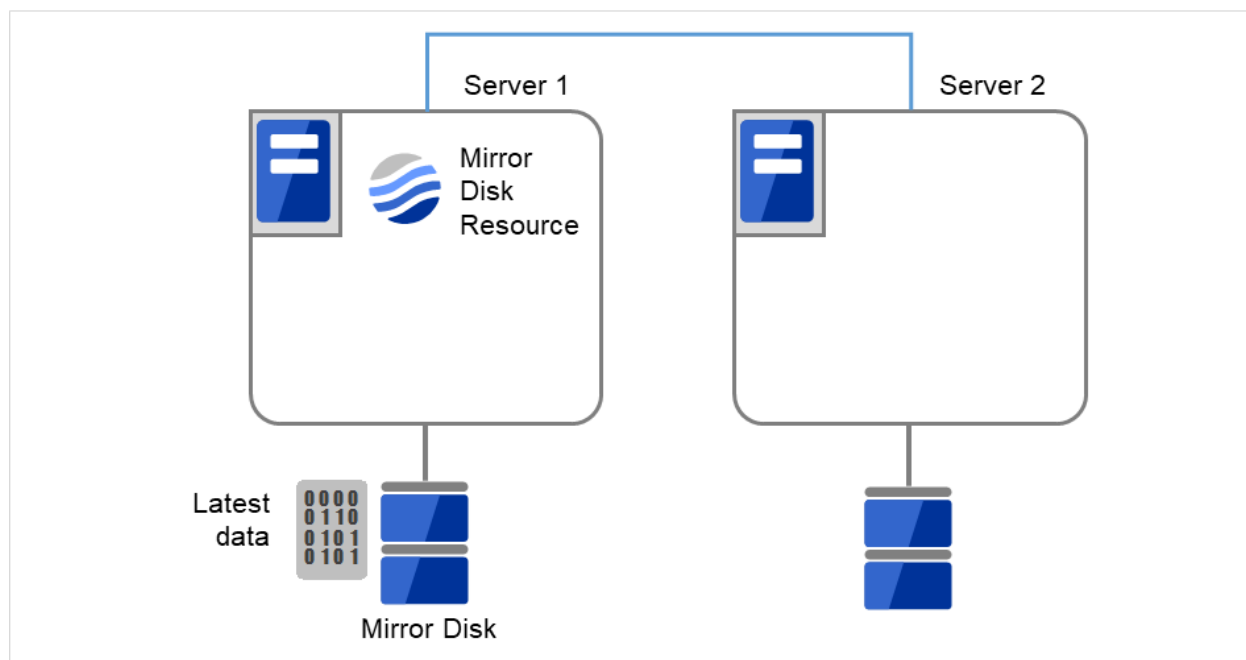 Server 1
Server 2
Mirror
Disk
Resource
Latest
data
0000
0110
0101
0101
Mirror Disk